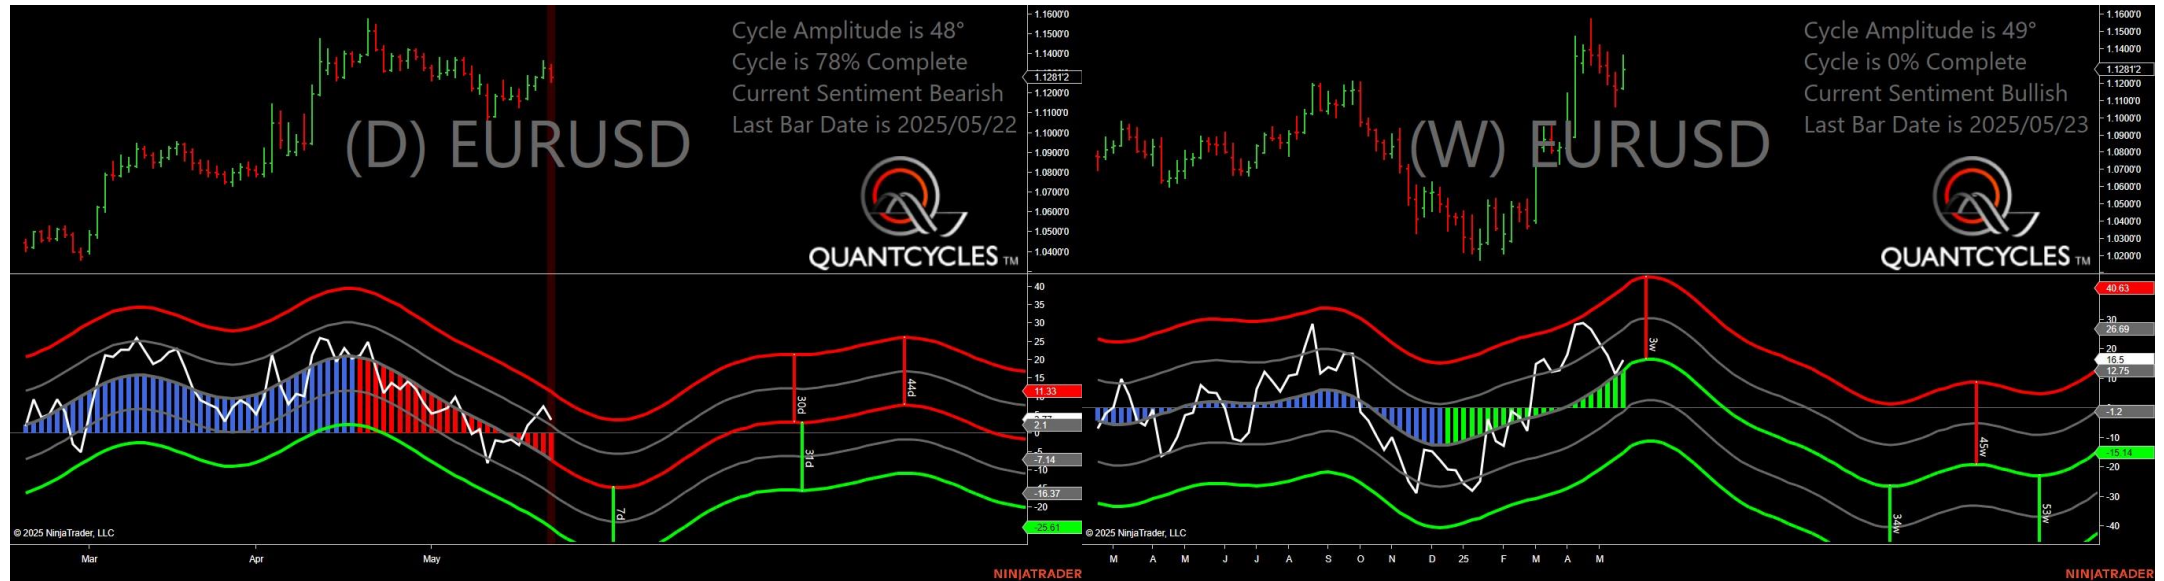 Cycle Amplitude is 48°
Cycle is 78% Complete
Current Sentiment Bearish
Last Bar Date is 2025/05/22
(D) EURUSD
QUANTCYCLES TM
1.1600'0
1.1500'0
1.1400'0
1.1281'2
1.1200'0
1.1100'0
1.1000'0
1.0900'0
1.0800'0
1.0700'0
1.0600'0
1.0500'0
1.0400'0
40
35
30
25
20
15
11.33
2.1
0
-7.14
-10
-16.37
-20
-25.61
30d
44d
31d
7d
© 2025 NinjaTrader, LLC
Mar
Apr
May
NINJATRADER
Cycle Amplitude is 49°
Cycle is 0% Complete
Current Sentiment Bullish
Last Bar Date is 2025/05/23
(W) EURUSD
QUANTCYCLES TM
1.1600'0
1.1500'0
1.1400'0
1.1281'2
1.1200'0
1.1100'0
1.1000'0
1.0900'0
1.0800'0
1.0700'0
1.0600'0
1.0500'0
1.0400'0
1.0300'0
1.0200'0
40.63
30
26.69
20
16.5
12.75
10
-1.2
-10
-15.14
-20
-30
-40
3w
45w
34w
53w
© 2025 NinjaTrader, LLC
M A M J J A S O N D 25 F M A M
NINJATRADER